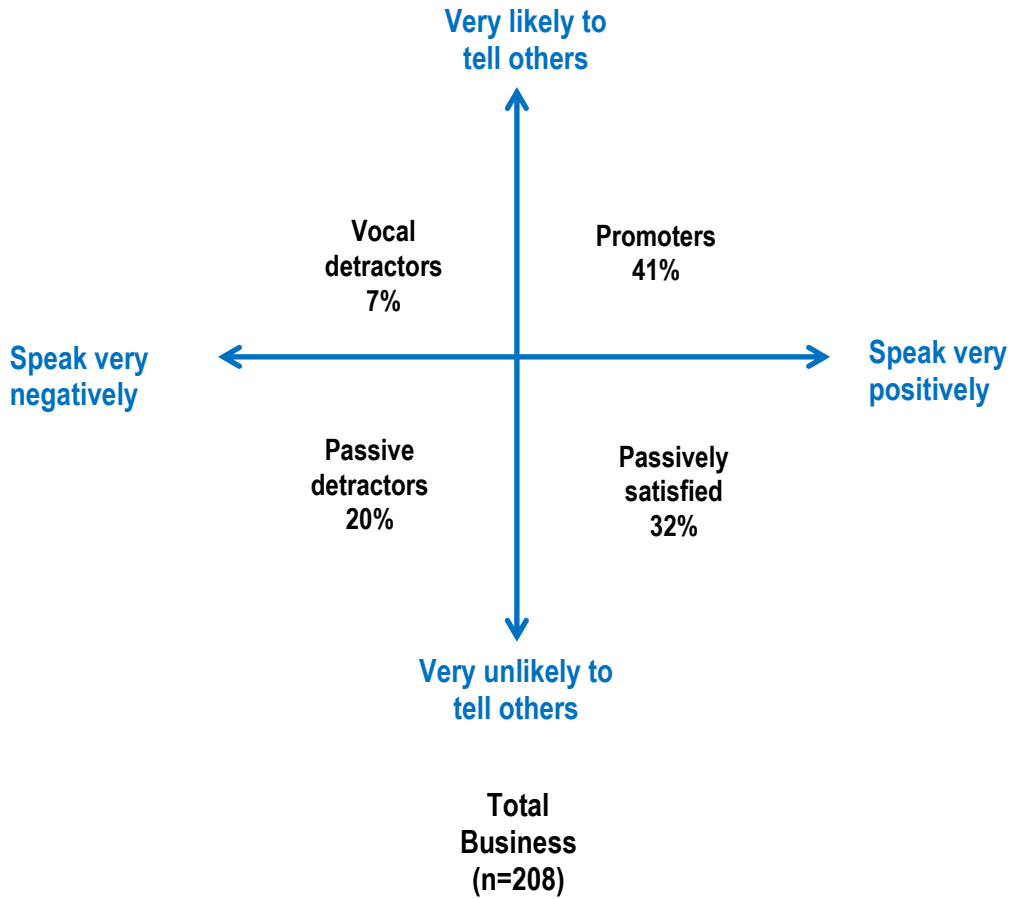 Very likely to
tell others
Vocal
detractors
7%
Promoters
41%
Speak very
negatively
Speak very
positively
Passive
detractors
20%
Passively
satisfied
32%
Very unlikely to
tell others
Total
Business
(n=208)